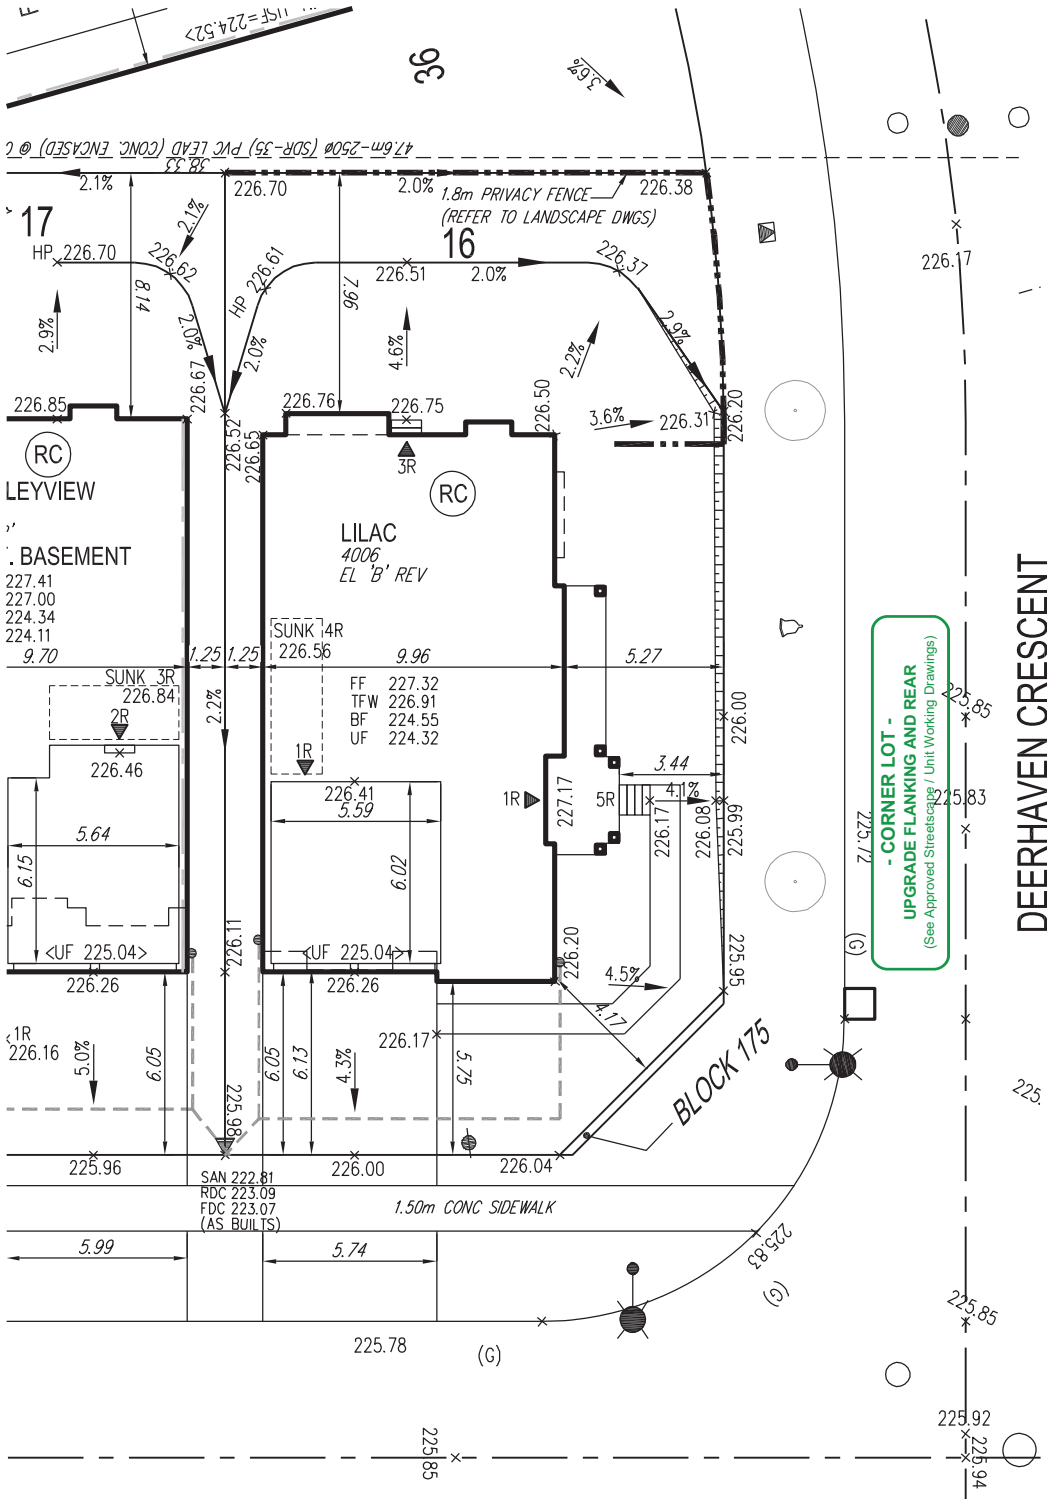 USF=224.52>
36
3.6%
47.6m-250ø (SDR-35) PVC LEAD (CONC ENCASED) @
38.33
2.1%
226.70
2.0%
1.8m PRIVACY FENCE
(REFER TO LANDSCAPE DWGS)
226.38
17
HP 226.70
226.62
2.1%
HP 226.61
16
226.51
2.0%
226.37
226.17
8.14
7.96
2.9%
2.0%
2.0%
4.6%
2.2%
2.9%
226.67
226.85
226.52
226.65
226.76
226.75
226.50
3.6%
226.31
226.20
RC
3R
RC
LEYVIEW
LILAC
4006
EL 'B' REV
. BASEMENT
227.41
227.00
224.34
224.11
SUNK 4R
226.56
9.70
1.25
1.25
9.96
5.27
SUNK 3R
226.84
2R
226.46
2.2%
FF 227.32
TFW 226.91
BF 224.55
UF 224.32
1R
226.41
5.59
1R
227.17
5R
3.44
4.1%
226.17
226.08
225.99
226.00
5.64
6.15
6.02
- CORNER LOT -
UPGRADE FLANKING AND REAR
(See Approved Streetscape / Unit Working Drawings)
225.85
225.83
225.72
(G)
DEERHAVEN CRESCENT
<UF 225.04>
226.26
226.11
<UF 225.04>
226.26
226.20
4.5%
225.95
4.17
1R
226.16
5.0%
6.05
6.05
6.13
4.3%
226.17
5.75
BLOCK 175
225.
225.98
225.96
226.00
226.04
SAN 222.81
RDC 223.09
FDC 223.07
(AS BUILTS)
1.50m CONC SIDEWALK
5.99
5.74
225.83
(G)
225.85
225.78
(G)
225.92
225.85
225.94